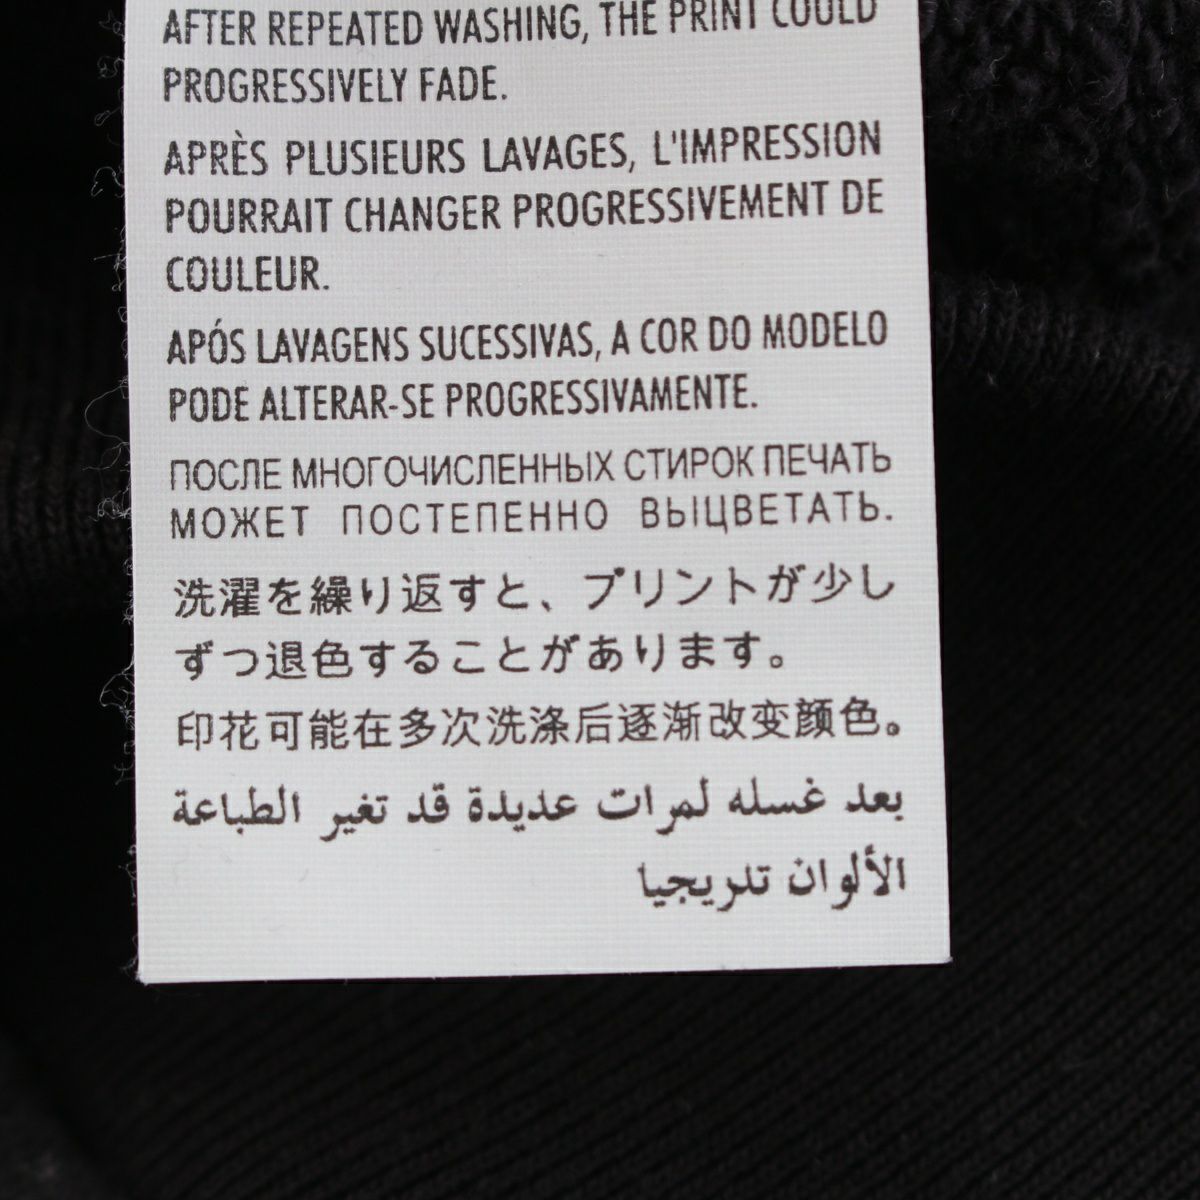 AFTER REPEATED WASHING, THE PRINT COULD
PROGRESSIVELY FADE.
APRÈS PLUSIEURS LAVAGES, L'IMPRESSION
POURRAIT CHANGER PROGRESSIVEMENT DE
COULEUR.
APÓS LAVAGENS SUCESSIVAS, A COR DO MODELO
PODE ALTERAR-SE PROGRESSIVAMENTE.
ПОСЛЕ МНОГОЧИСЛЕННЫХ СТИРОК ПЕЧАТЬ
МОЖЕТ ПОСТЕПЕННО ВЫЦВЕТАТЬ.
洗濯を繰り返すと、プリントが少し
ずつ退色することがあります。
印花可能在多次洗涤后逐渐改变颜色。
بعد غسله لمرات عديدة قد تغير الطباعة
الألوان تدريجيا